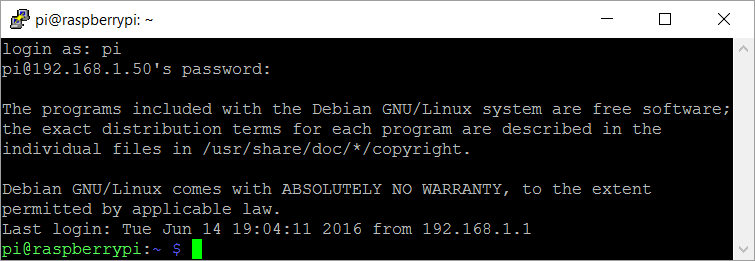 pi@raspberrypi: ~
login as: pi
pi@192.168.1.50's password:
The programs included with the Debian GNU/Linux system are free software;
the exact distribution terms for each program are described in the
individual files in /usr/share/doc/*/copyright.
Debian GNU/Linux comes with ABSOLUTELY NO WARRANTY, to the extent
permitted by applicable law.
Last login: Tue Jun 14 19:04:11 2016 from 192.168.1.1
pi@raspberrypi:~ $